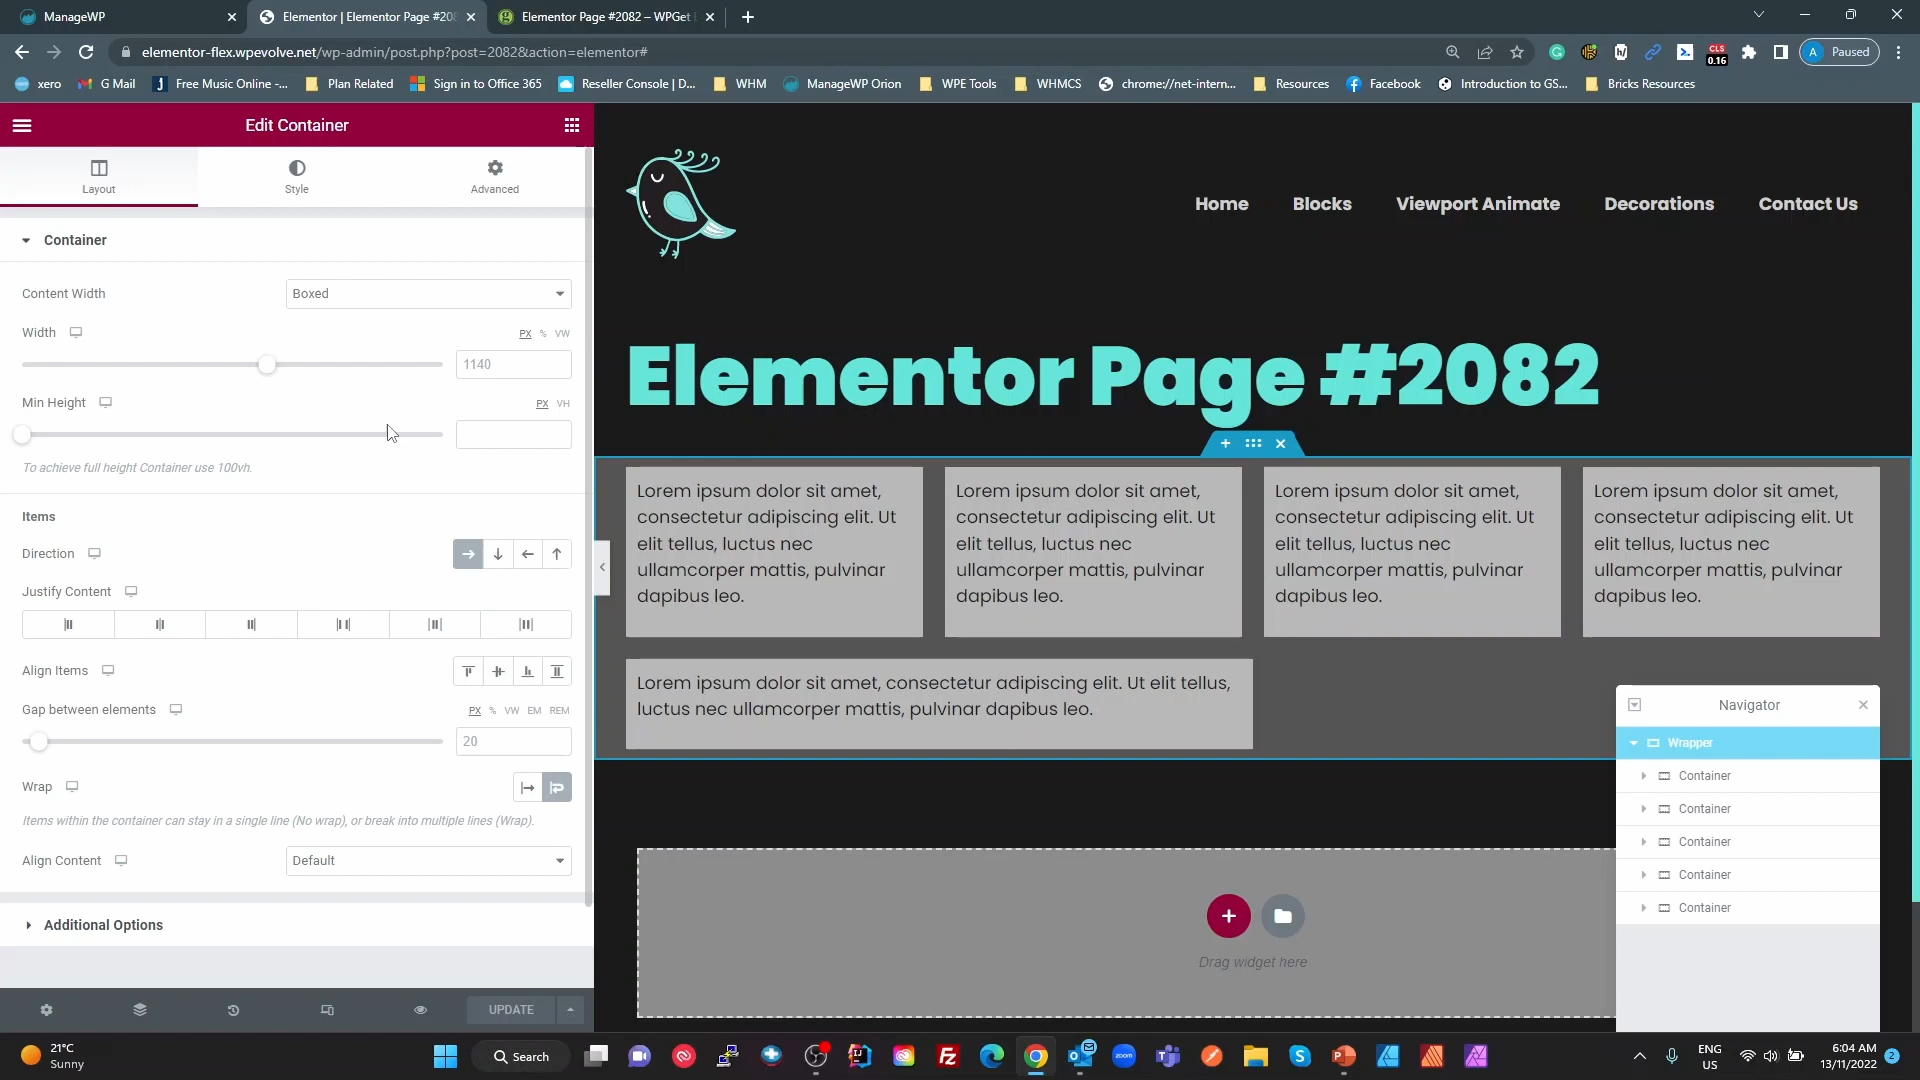 ManageWP
Elementor | Elementor Page #208
Elementor Page #2082 – WPGet
elementor-flex.wpevolve.net/wp-admin/post.php?post=2082&action=elementor#
CLS
0.16
A
Paused
xero
G Mail
Free Music Online -...
Plan Related
Sign in to Office 365
Reseller Console | D...
WHM
ManageWP Orion
WPE Tools
WHMCS
chrome://net-intern...
Resources
Facebook
Introduction to GS...
Bricks Resources
Edit Container
Layout
Style
Advanced
Container
Content Width
Boxed
Width
PX % VW
1140
Min Height
PX VH
To achieve full height Container use 100vh.
Items
Direction
Justify Content
Align Items
Gap between elements
PX % VW EM REM
20
Wrap
Items within the container can stay in a single line (No wrap), or break into multiple lines (Wrap).
Align Content
Default
Additional Options
UPDATE
Home
Blocks
Viewport Animate
Decorations
Contact Us
Elementor Page #2082
Lorem ipsum dolor sit amet,
consectetur adipiscing elit. Ut
elit tellus, luctus nec
ullamcorper mattis, pulvinar
dapibus leo.
Lorem ipsum dolor sit amet,
consectetur adipiscing elit. Ut
elit tellus, luctus nec
ullamcorper mattis, pulvinar
dapibus leo.
Lorem ipsum dolor sit amet,
consectetur adipiscing elit. Ut
elit tellus, luctus nec
ullamcorper mattis, pulvinar
dapibus leo.
Lorem ipsum dolor sit amet,
consectetur adipiscing elit. Ut
elit tellus, luctus nec
ullamcorper mattis, pulvinar
dapibus leo.
Lorem ipsum dolor sit amet, consectetur adipiscing elit. Ut elit tellus,
luctus nec ullamcorper mattis, pulvinar dapibus leo.
Drag widget here
Navigator
Wrapper
Container
Container
Container
Container
Container
21°C
Sunny
Search
zoom
ENG
US
6:04 AM
13/11/2022
2